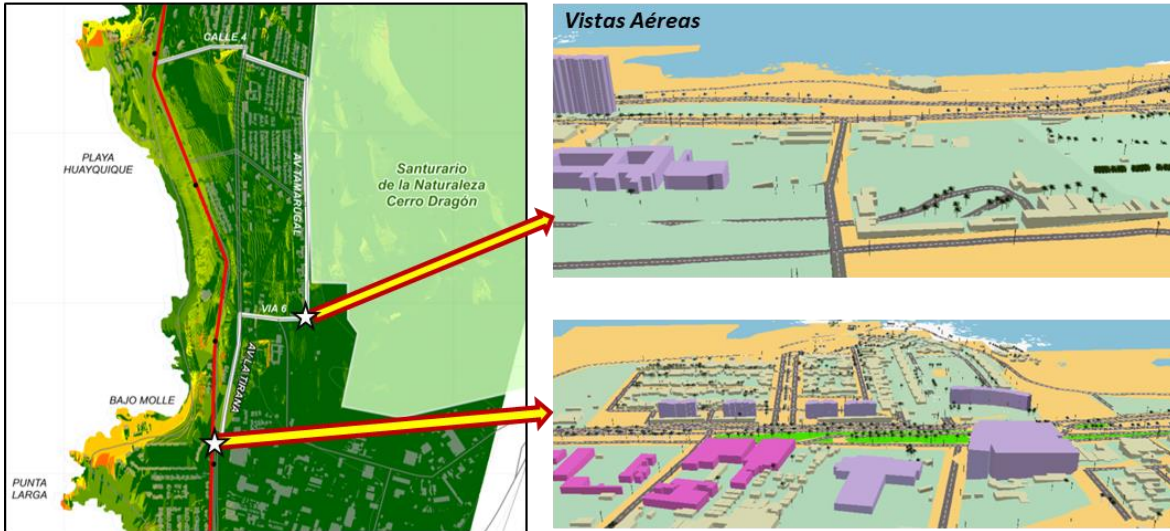 Vistas Aéreas
CALLE 4
PLAYA
HUAYQUIQUE
AV TAMARUGAL
Santurario
de la Naturaleza
Cerro Dragón
VIA 6
AV LA TIRANA
BAJO MOLLE
PUNTA
LARGA